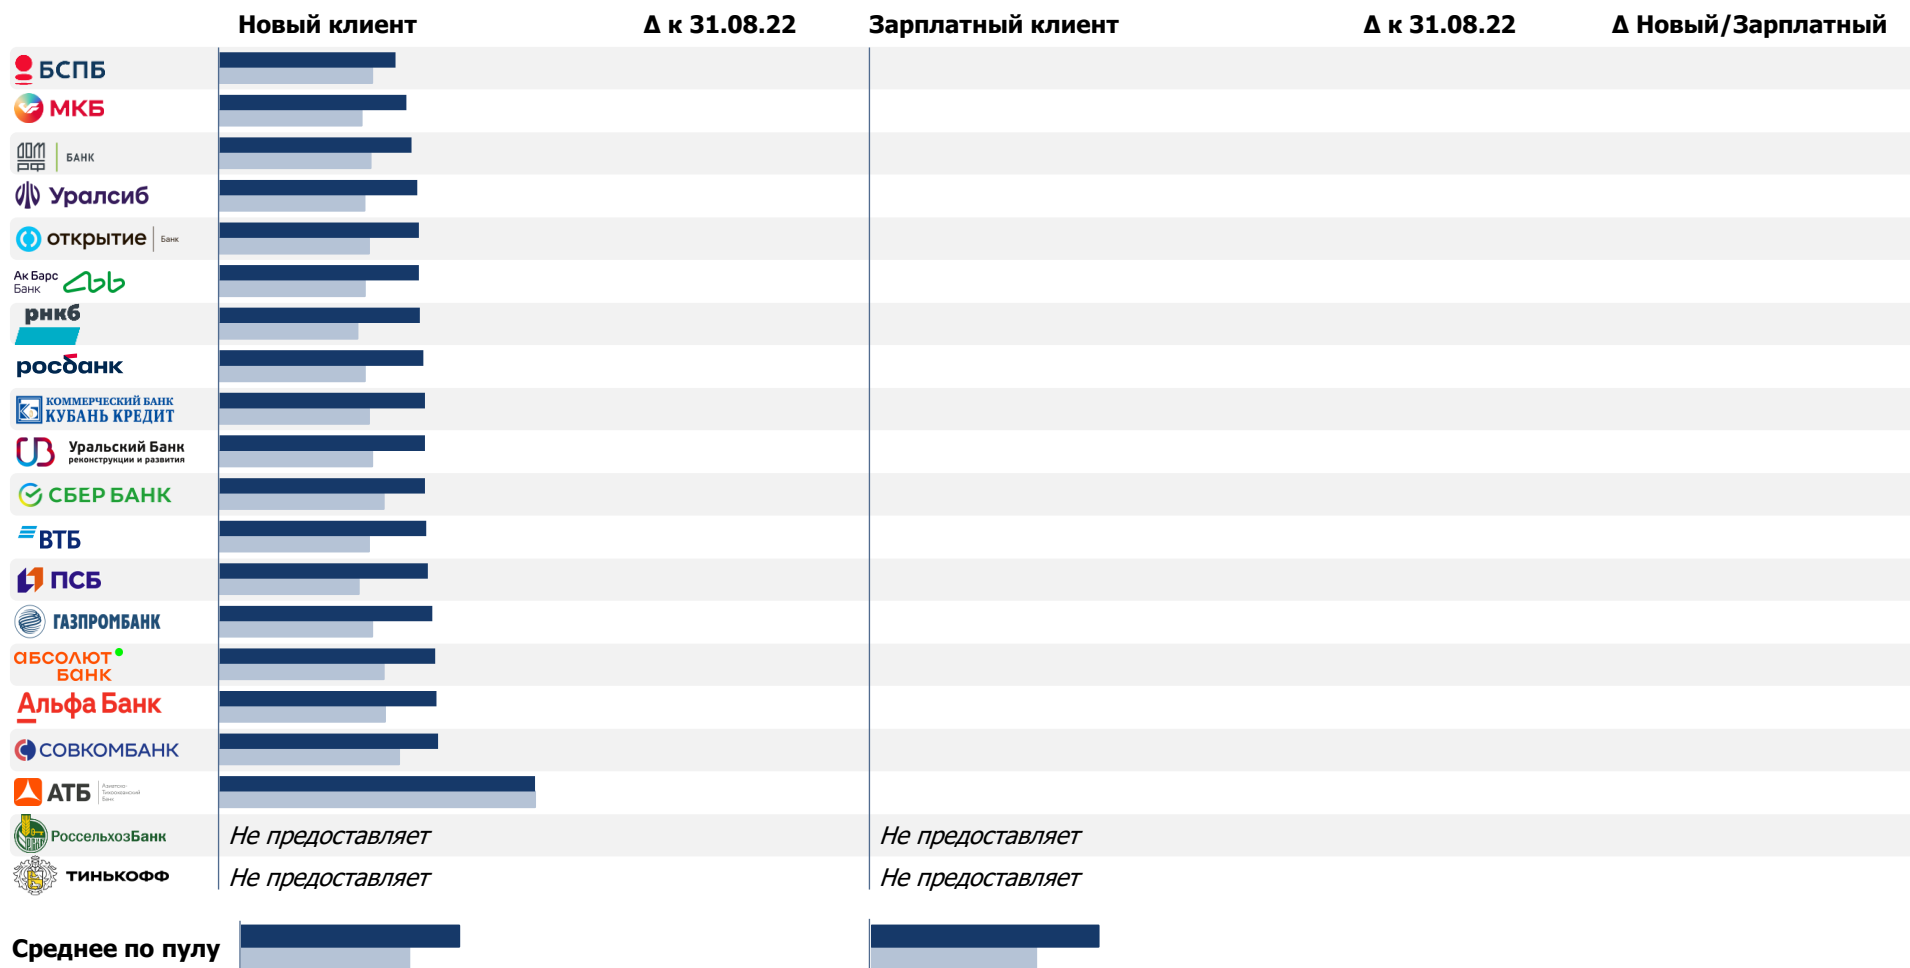 Новый клиент Δ к 31.08.22 Зарплатный клиент Δ к 31.08.22 Δ Новый/Зарплатный
БСПБ
МКБ
ДОМ РФ БАНК
Уралсиб
ОТКРЫТИЕ Банк
Ак Барс
Банк
рнкб
росбанк
КОММЕРЧЕСКИЙ БАНК
КУБАНЬ КРЕДИТ
Уральский Банк
реконструкции и развития
СБЕР БАНК
ВТБ
ПСБ
ГАЗПРОМБАНК
АБСОЛЮТ
БАНК
Альфа Банк
СОВКОМБАНК
АТБ Азиатско-
Тихоокеанский
Банк
РоссельхозБанк Не предоставляет Не предоставляет
ТИНЬКОФФ Не предоставляет Не предоставляет
Среднее по пулу